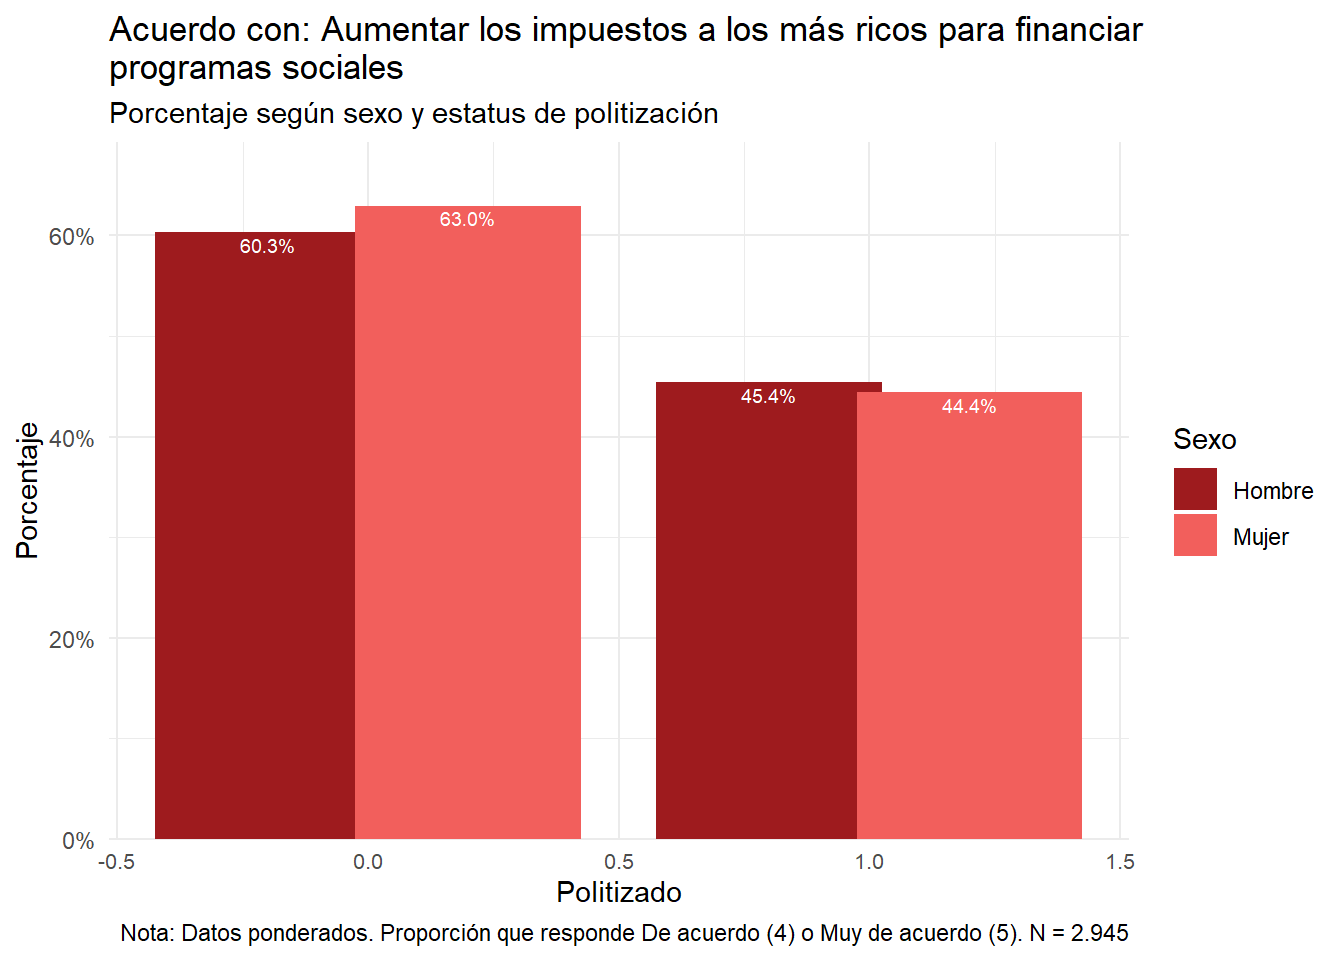 Acuerdo con: Aumentar los impuestos a los más ricos para financiar
programas sociales
Porcentaje según sexo y estatus de politización
60.3%
63.0%
45.4%
44.4%
60%
40%
20%
0%
Porcentaje
-0.5
0.0
0.5
1.0
1.5
Politizado
Sexo
Hombre
Mujer
Nota: Datos ponderados. Proporción que responde De acuerdo (4) o Muy de acuerdo (5). N = 2.945